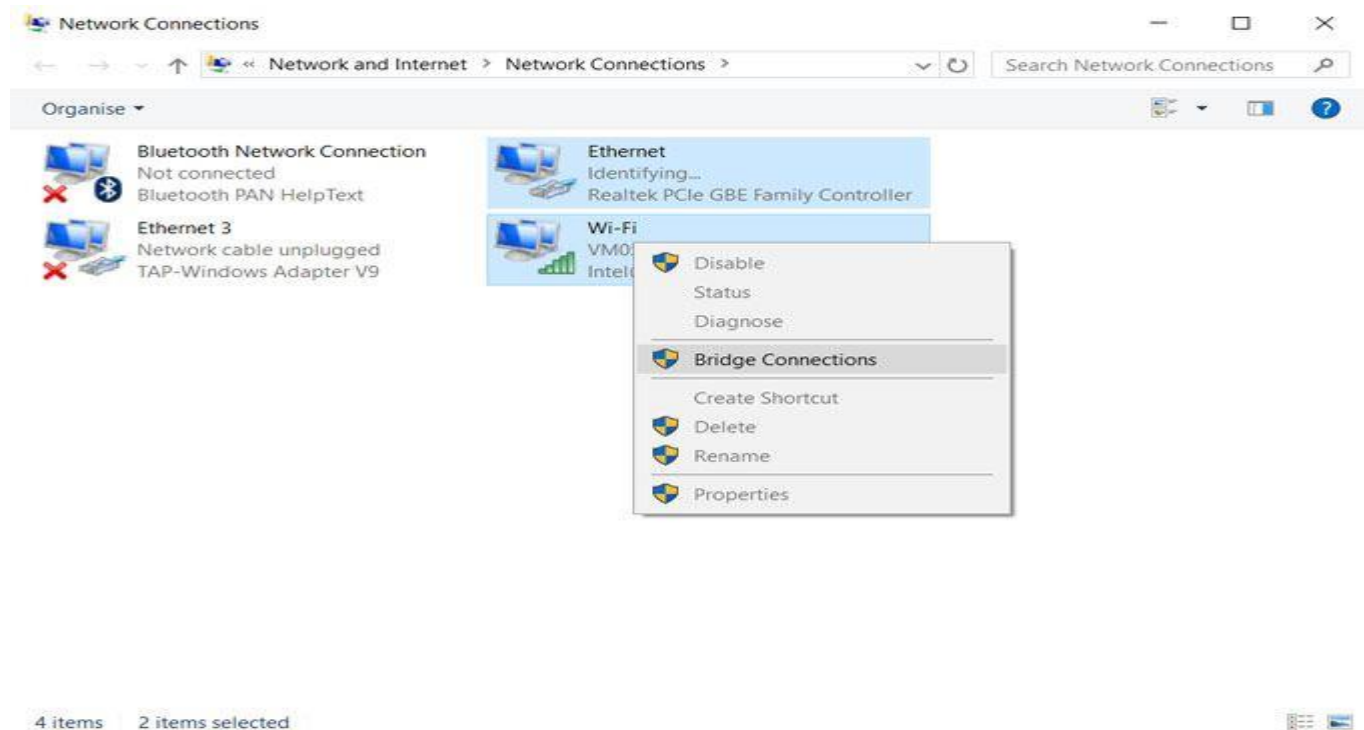 Network Connections
« Network and Internet > Network Connections >
Search Network Connections
Organise
Bluetooth Network Connection
Not connected
Bluetooth PAN HelpText
Ethernet
Identifying...
Realtek PCIe GBE Family Controller
Ethernet 3
Network cable unplugged
TAP-Windows Adapter V9
Wi-Fi
Disable
Status
Diagnose
Bridge Connections
Create Shortcut
Delete
Rename
Properties
4 items 2 items selected